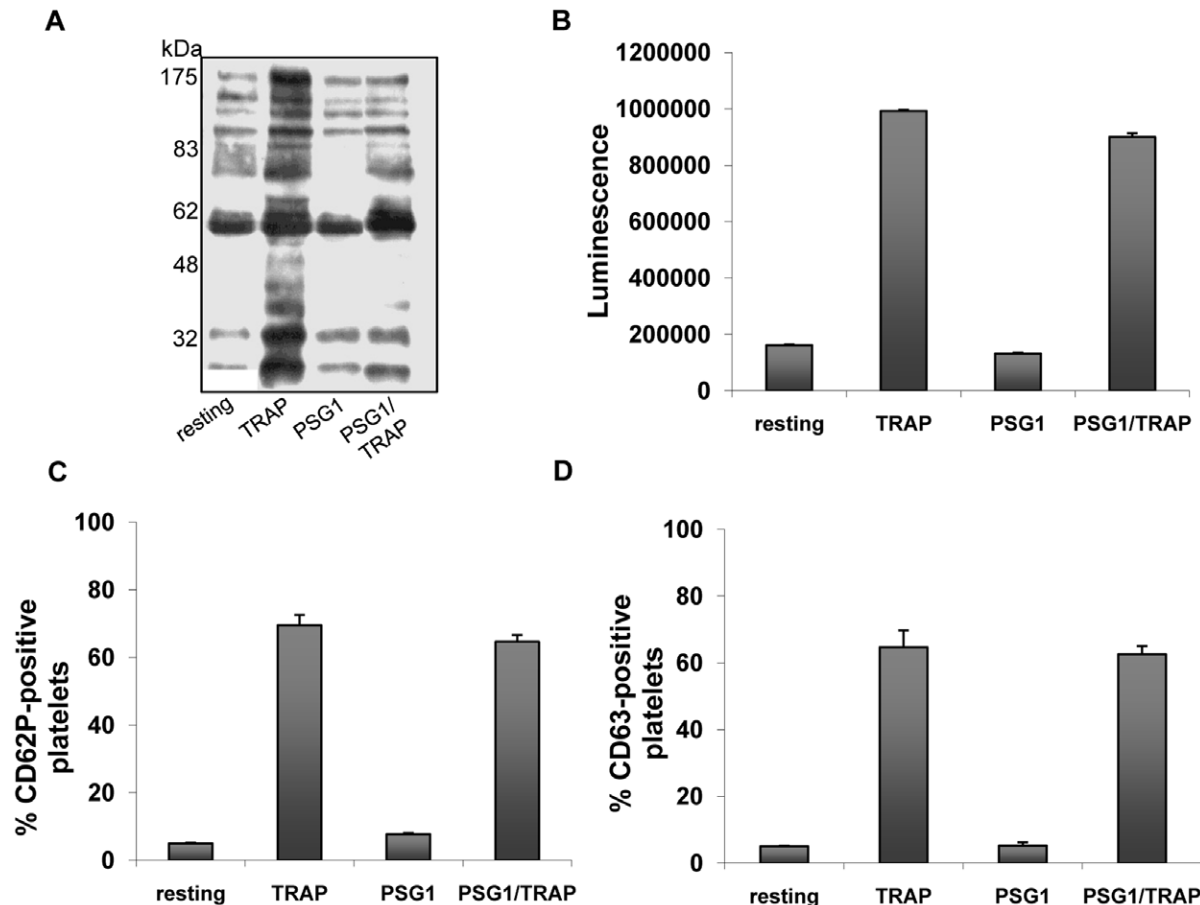 A
kDa
175
83
62
48
32
resting
TRAP
PSG1
PSG1/
TRAP
B
Luminescence
1200000
1000000
800000
600000
400000
200000
0
resting TRAP PSG1 PSG1/TRAP
C
% CD62P-positive
platelets
100
80
60
40
20
0
resting TRAP PSG1 PSG1/TRAP
D
% CD63-positive
platelets
100
80
60
40
20
0
resting TRAP PSG1 PSG1/TRAP